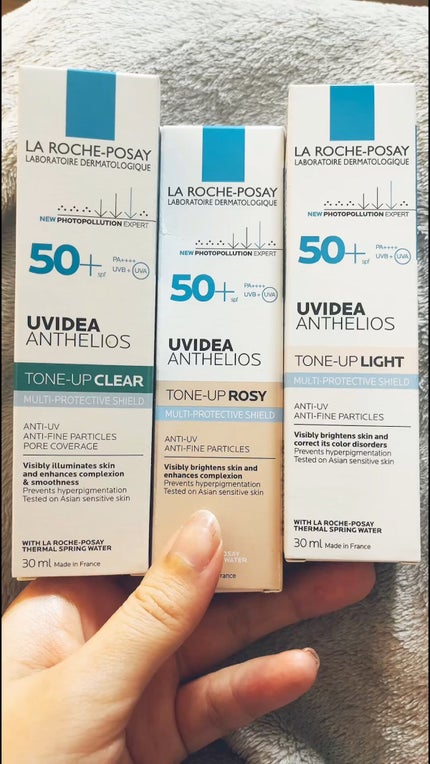 LA ROCHE-POSAY
LABORATOIRE DERMATOLOGIQUE
NEW PHOTOPOLLUTION EXPERT
50+
spf
PA++++
UVB + UVA
UVIDEA
ANTHELIOS
TONE-UP CLEAR
MULTI-PROTECTIVE SHIELD
ANTI-UV
ANTI-FINE PARTICLES
PORE COVERAGE
Visibly illuminates skin
and enhances complexion
& smoothness
Prevents hyperpigmentation
Tested on Asian sensitive skin
WITH LA ROCHE-POSAY
THERMAL SPRING WATER
30 ml Made in France
LA ROCHE-POSAY
LABORATOIRE DERMATOLOGIQUE
NEW PHOTOPOLLUTION EXPERT
50+
spf
PA++++
UVB + UVA
UVIDEA
ANTHELIOS
TONE-UP ROSY
MULTI-PROTECTIVE SHIELD
ANTI-UV
ANTI-FINE PARTICLES
Visibly brightens skin and
enhances complexion
Prevents hyperpigmentation
Tested on Asian sensitive skin
LA ROCHE-POSAY
LABORATOIRE DERMATOLOGIQUE
NEW PHOTOPOLLUTION EXPERT
50+
spf
PA++++
UVB + UVA
UVIDEA
ANTHELIOS
TONE-UP LIGHT
MULTI-PROTECTIVE SHIELD
ANTI-UV
ANTI-FINE PARTICLES
Visibly brightens skin and
correct its color disorders
Prevents hyperpigmentation
Tested on Asian sensitive skin
WITH LA ROCHE-POSAY
THERMAL SPRING WATER
30 ml Made in France